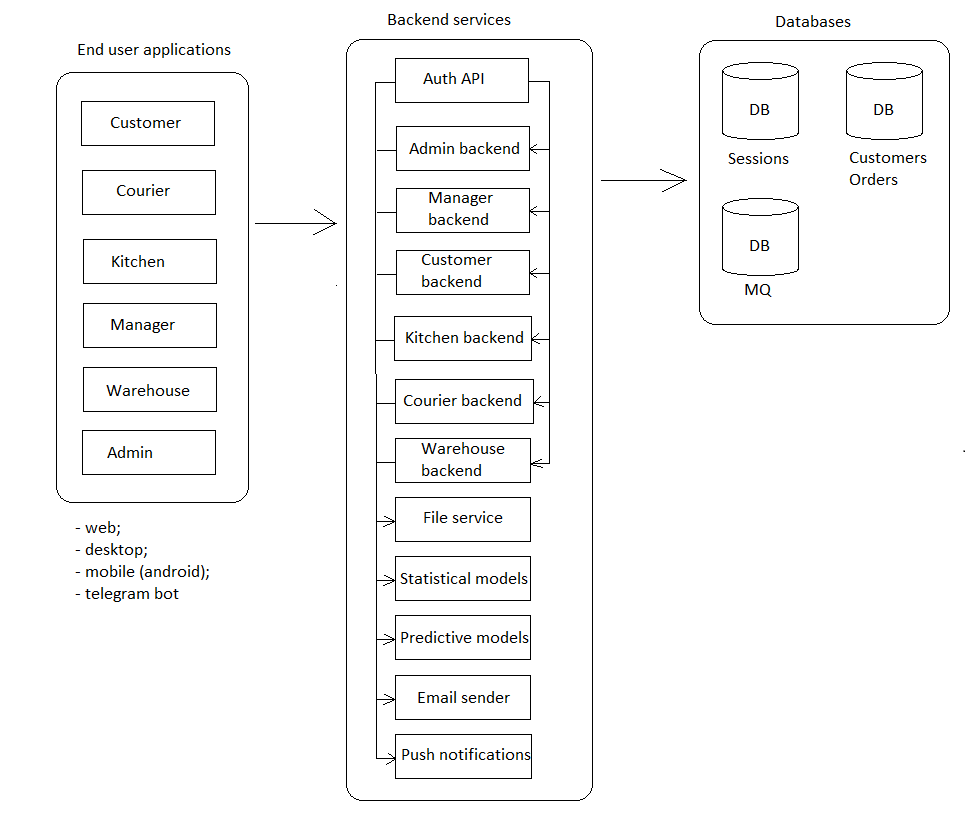 End user applications
Customer
Courier
Kitchen
Manager
Warehouse
Admin
- web;
- desktop;
- mobile (android);
- telegram bot
Backend services
Auth API
Admin backend
Manager
backend
Customer
backend
Kitchen backend
Courier backend
Warehouse
backend
File service
Statistical models
Predictive models
Email sender
Push notifications
Databases
DB
Sessions
DB
Customers
Orders
DB
MQ